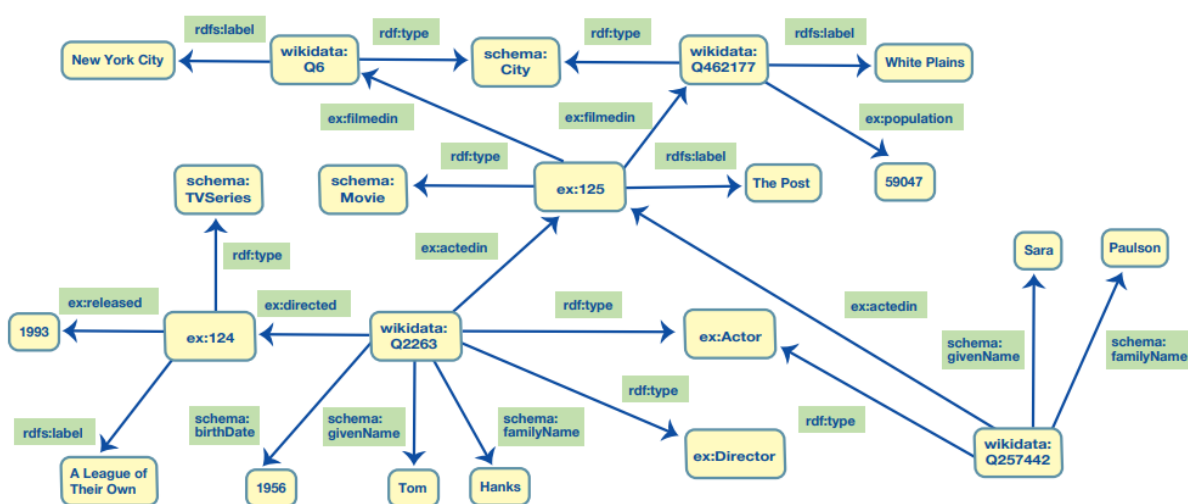 rdfs:label
rdf:type
rdf:type
rdfs:label
New York City
wikidata:
Q6
schema:
City
wikidata:
Q462177
White Plains
ex:filmedin
ex:filmedin
ex:population
rdf:type
rdfs:label
schema:
TVSeries
schema:
Movie
ex:125
The Post
59047
ex:actedin
Sara
Paulson
rdf:type
ex:released
ex:directed
rdf:type
ex:actedin
1993
ex:124
wikidata:
Q2263
ex:Actor
schema:
givenName
schema:
familyName
rdf:type
rdfs:label
schema:
birthDate
schema:
givenName
schema:
familyName
rdf:type
ex:Director
wikidata:
Q257442
A League of
Their Own
1956
Tom
Hanks